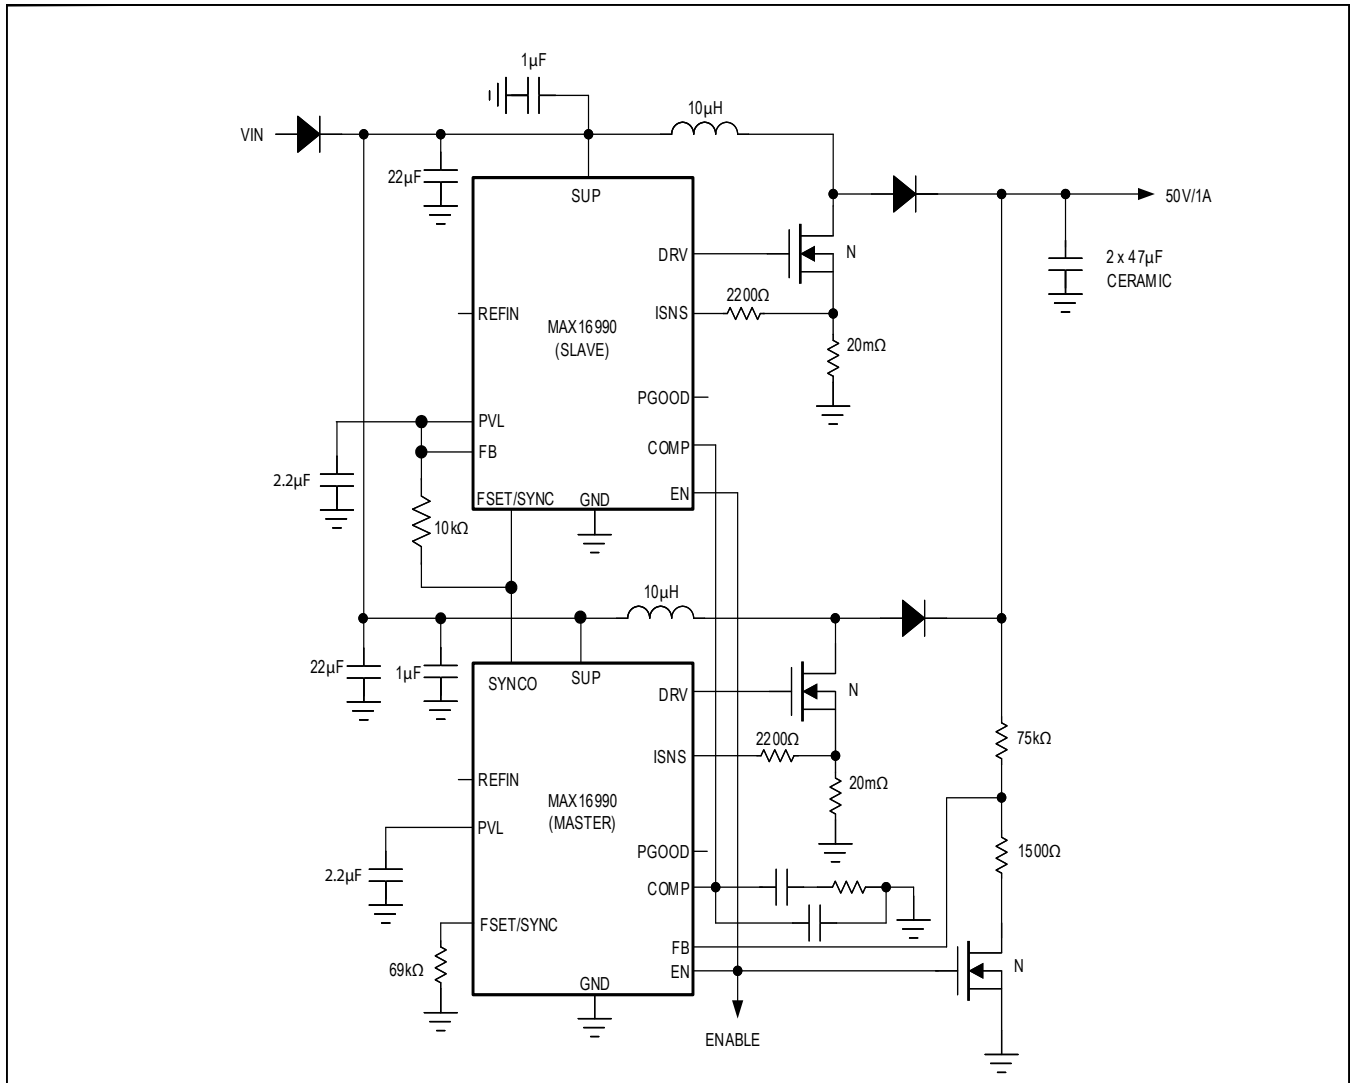 1µF
VIN
10µH
22µF
SUP
50V/1A
DRV
N
2 x 47µF
CERAMIC
REFIN
ISNS
2200Ω
MAX16990
(SLAVE)
20mΩ
PGOOD
PVL
COMP
FB
2.2µF
EN
FSET/SYNC
GND
10kΩ
10µH
22µF
1µF
SYNCO
SUP
DRV
N
75kΩ
ISNS
2200Ω
REFIN
20mΩ
MAX16990
(MASTER)
PVL
PGOOD
1500Ω
2.2µF
COMP
FSET/SYNC
FB
69kΩ
EN
N
GND
ENABLE